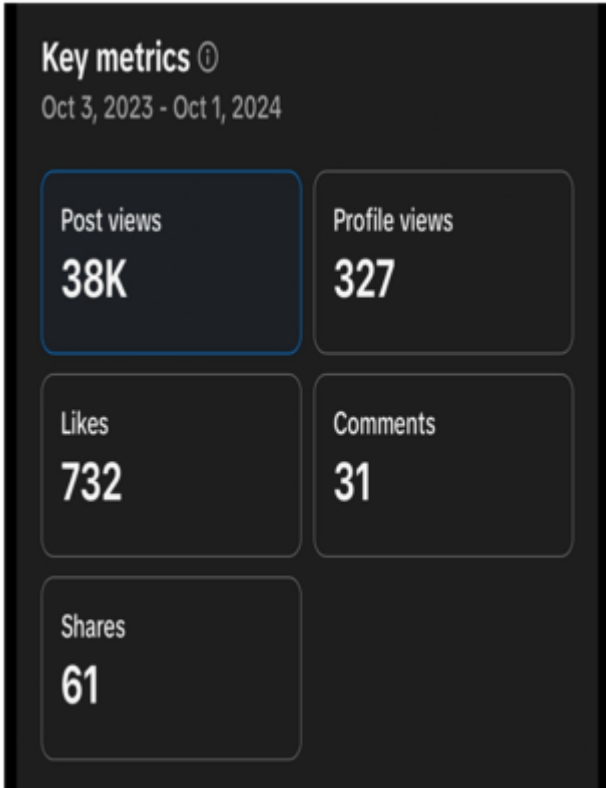 Key metrics
Oct 3, 2023 - Oct 1, 2024
Post views
38K
Profile views
327
Likes
732
Comments
31
Shares
61